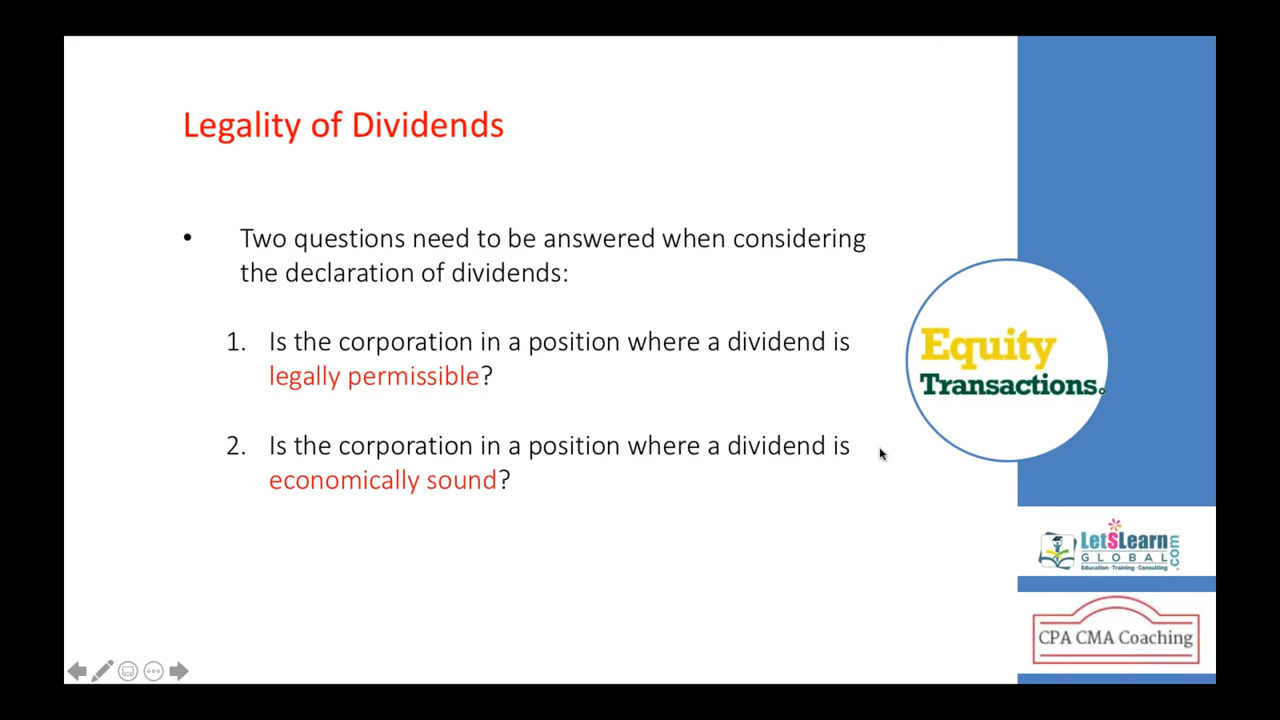 Legality of Dividends
• Two questions need to be answered when considering
the declaration of dividends:
1. Is the corporation in a position where a dividend is
legally permissible?
2. Is the corporation in a position where a dividend is
economically sound?
Equity
Transactions.
LetSLearn
GLOBAL
.com
Education · Training · Consulting
CPA CMA Coaching